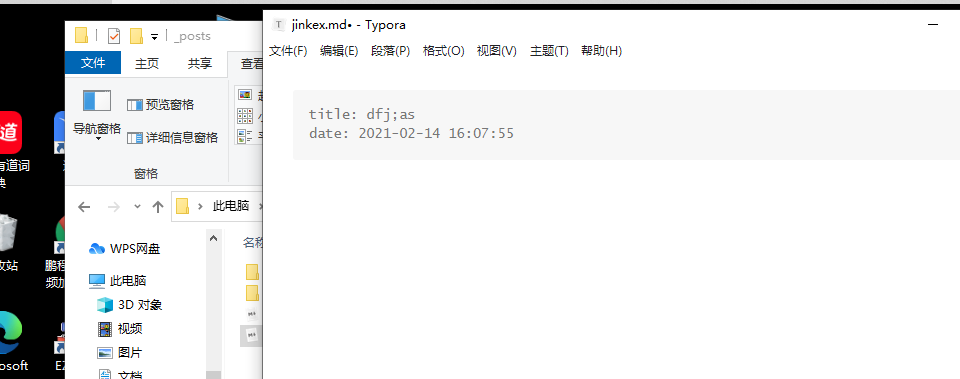 jinkex.md• - Typora
文件(F) 编辑(E) 段落(P) 格式(O) 视图(V) 主题(T) 帮助(H)
title: dfj;as
date: 2021-02-14 16:07:55
_posts
文件 主页 共享 查看
导航窗格
预览窗格
详细信息窗格
窗格
此电脑
WPS网盘
此电脑
3D 对象
视频
图片
文档
名称
有道词
典
收站
鹏程
频加